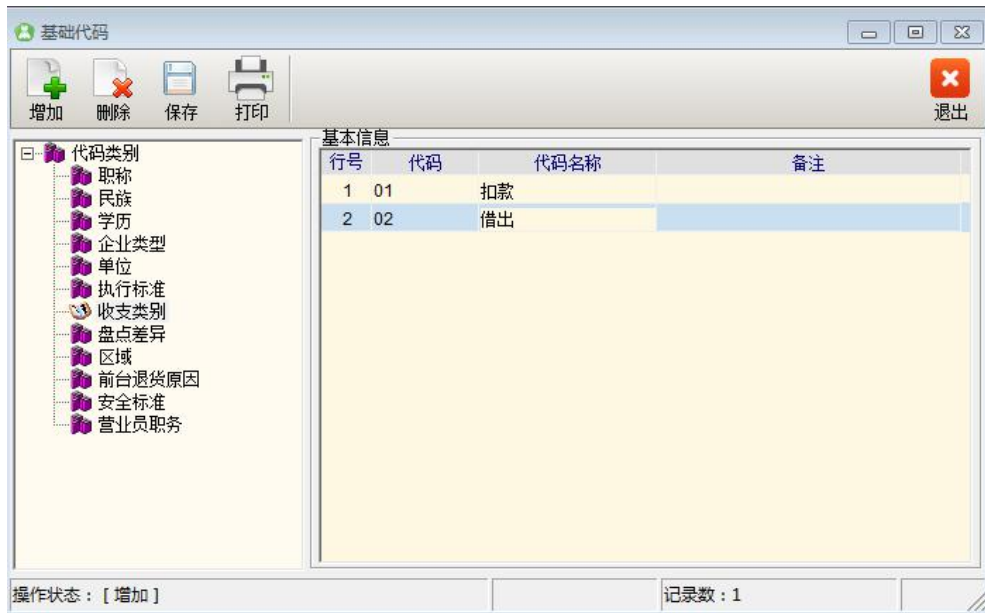 基础代码
增加 删除 保存 打印 退出
代码类别
职称
民族
学历
企业类型
单位
执行标准
收支类别
盘点差异
区域
前台退货原因
安全标准
营业员职务
基本信息
行号 代码 代码名称 备注
1 01 扣款
2 02 借出
操作状态：[ 增加 ] 记录数：1